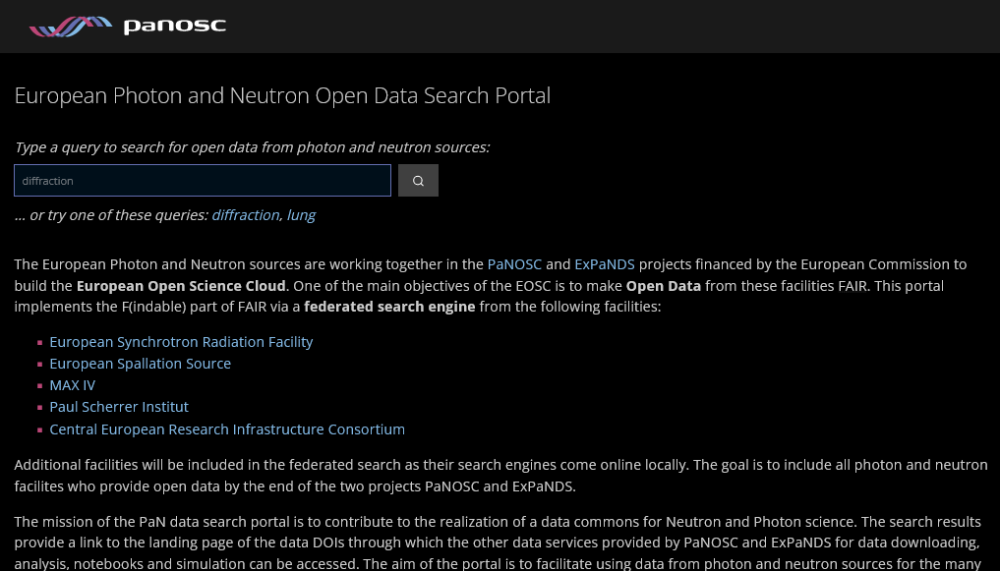 panosc
European Photon and Neutron Open Data Search Portal
Type a query to search for open data from photon and neutron sources:
diffraction
... or try one of these queries: diffraction, lung
The European Photon and Neutron sources are working together in the PaNOSC and ExPaNDS projects financed by the European Commission to
build the European Open Science Cloud. One of the main objectives of the EOSC is to make Open Data from these facilities FAIR. This portal
implements the F(indable) part of FAIR via a federated search engine from the following facilities:
European Synchrotron Radiation Facility
European Spallation Source
MAX IV
Paul Scherrer Institut
Central European Research Infrastructure Consortium
Additional facilities will be included in the federated search as their search engines come online locally. The goal is to include all photon and neutron
facilites who provide open data by the end of the two projects PaNOSC and ExPaNDS.
The mission of the PaN data search portal is to contribute to the realization of a data commons for Neutron and Photon science. The search results
provide a link to the landing page of the data DOIs through which the other data services provided by PaNOSC and ExPaNDS for data downloading,
analysis, notebooks and simulation can be accessed. The aim of the portal is to facilitate using data from photon and neutron sources for the many